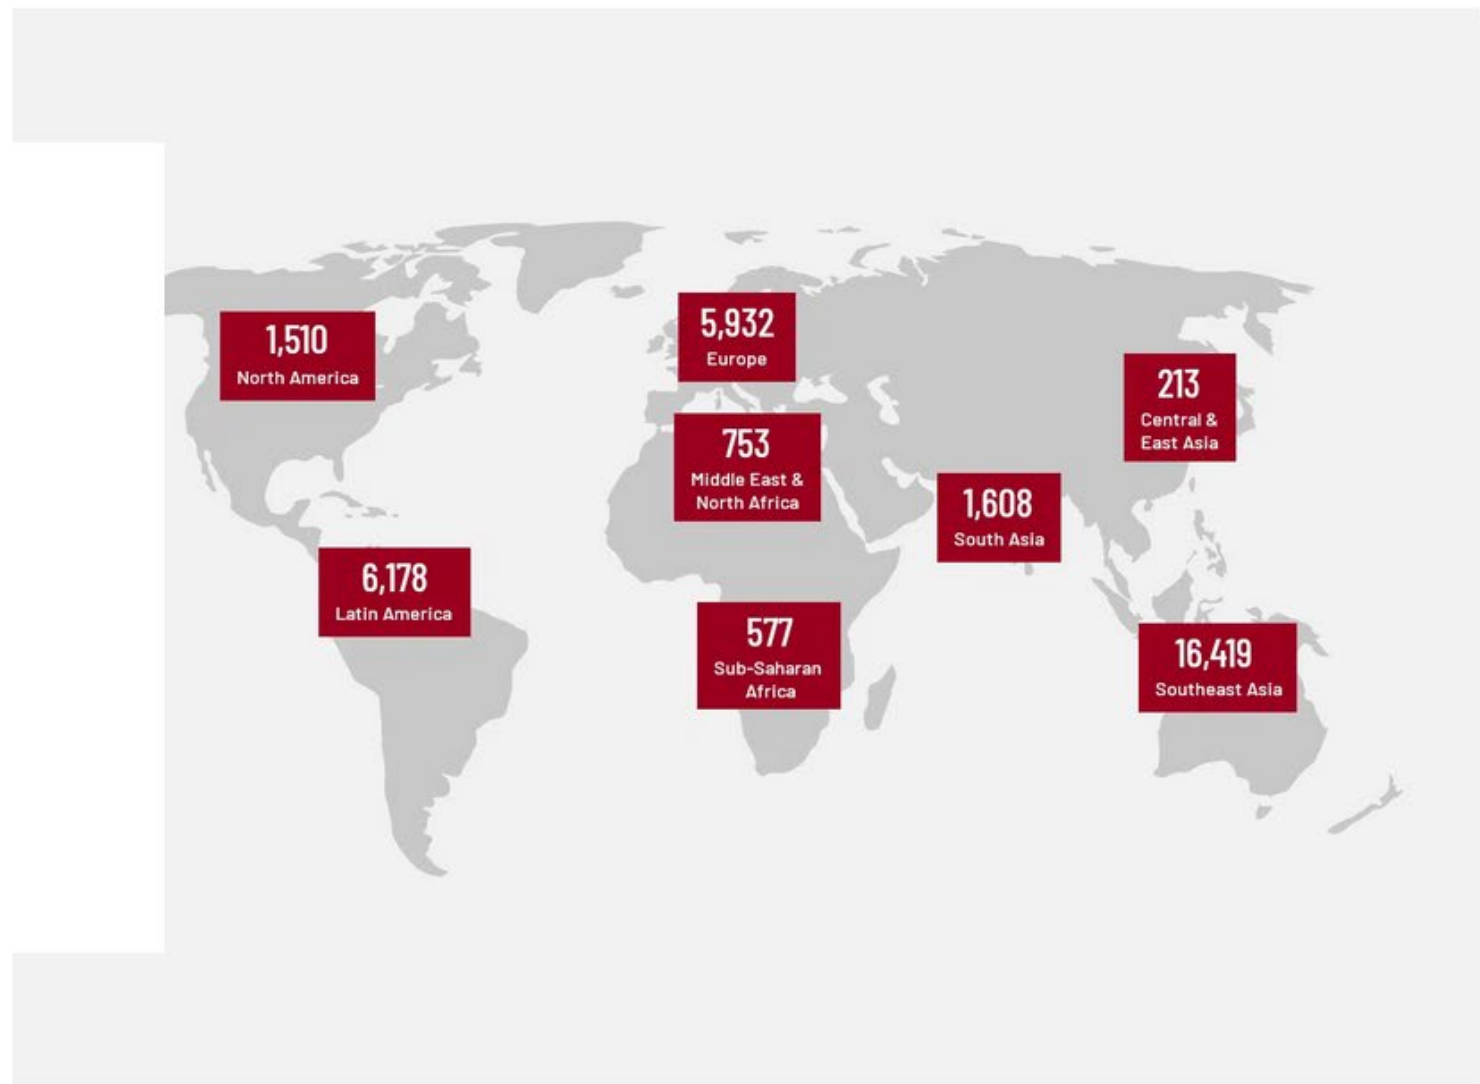 1,510
North America
5,932
Europe
213
Central &
East Asia
753
Middle East &
North Africa
1,608
South Asia
6,178
Latin America
577
Sub-Saharan
Africa
16,419
Southeast Asia